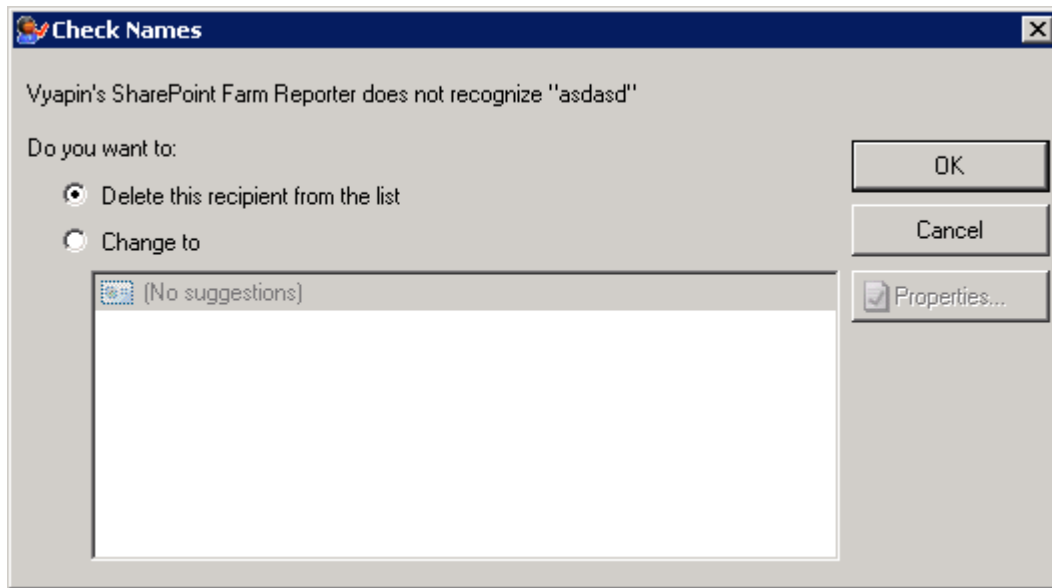 Check Names
Vyapin's SharePoint Farm Reporter does not recognize "asdasd"
Do you want to:
OK
Delete this recipient from the list
Change to
Cancel
(No suggestions)
Properties...